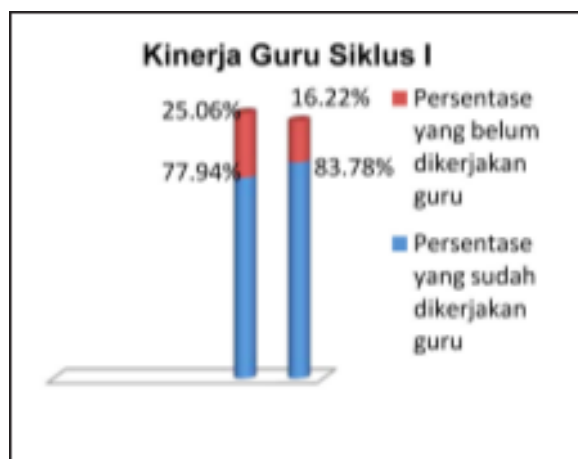 Kinerja Guru Siklus I
25.06%
16.22%
77.94%
83.78%
Persentase
yang belum
dikerjakan
guru
Persentase
yang sudah
dikerjakan
guru